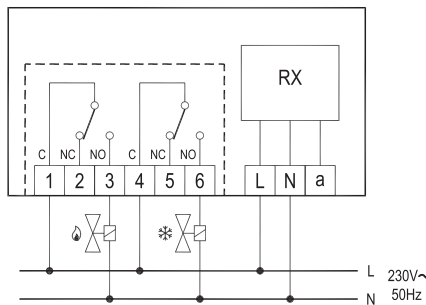 RX
C NC NO C NC NO
1 2 3 4 5 6 L N a
L 230V~
N 50Hz